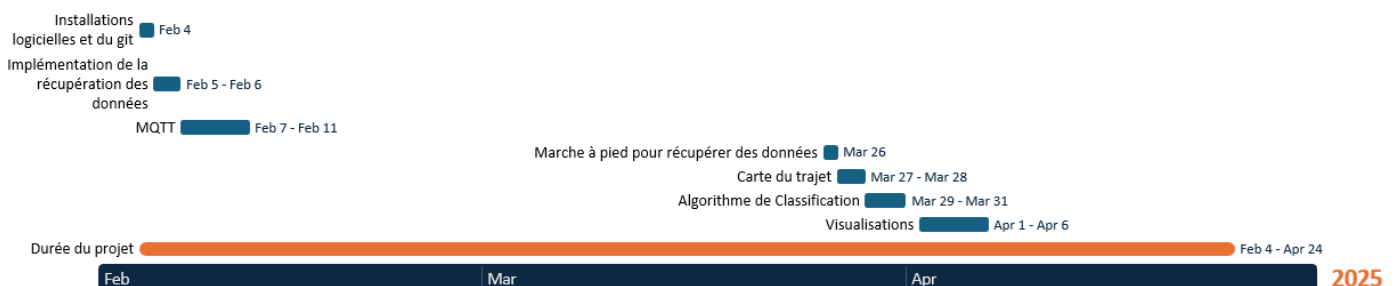 Installations
logicielles et du git
Feb 4
Implémentation de la
récupération des
données
Feb 5 - Feb 6
MQTT
Feb 7 - Feb 11
Marche à pied pour récupérer des données
Mar 26
Carte du trajet
Mar 27 - Mar 28
Algorithme de Classification
Mar 29 - Mar 31
Visualisations
Apr 1 - Apr 6
Durée du projet
Feb 4 - Apr 24
Feb
Mar
Apr
2025